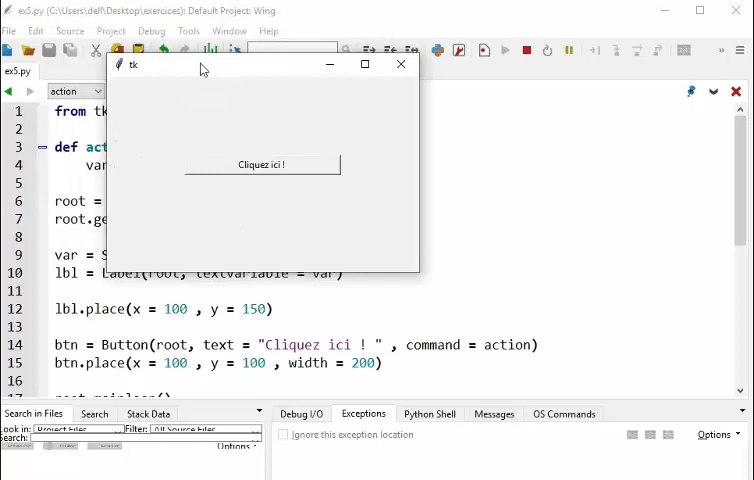 ex5.py (C:\Users\dell\Desktop\exercices): Default Project: Wing
File Edit Source Project Debug Tools Window Help
ex5.py
tk
action
1 from tk
2
3 def act
Cliquez ici !
4 var
5
6 root =
7 root.ge
8
9 var = S
10 lbl = Label(root, textvariable = var)
11
12 lbl.place(x = 100 , y = 150)
13
14 btn = Button(root, text = "Cliquez ici ! " , command = action)
15 btn.place(x = 100 , y = 100 , width = 200)
16
17 root.mainloop()
Search in Files Search Stack Data Debug I/O Exceptions Python Shell Messages OS Commands
Look in: Project Files Filter: All Source Files
Ignore this exception location Options
Search:
Options